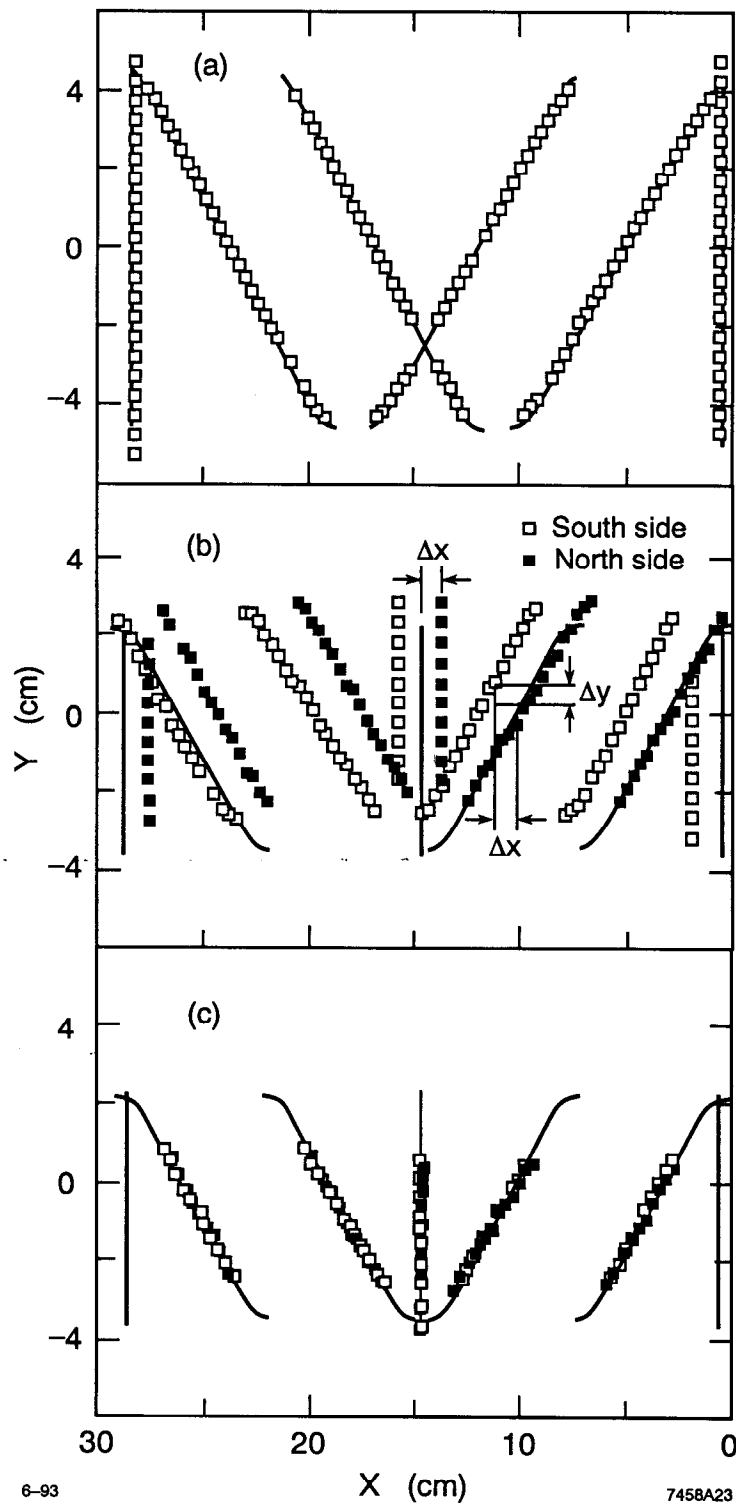 (a)
4
0
−4
(b)
□ South side
■ North side
Δx
4
Δy
0
Δx
−4
Y (cm)
(c)
4
0
−4
30
20
10
0
X (cm)
6–93
7458A23